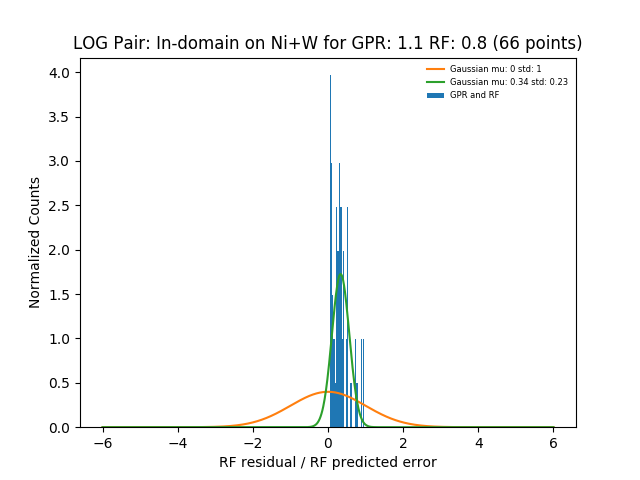 LOG Pair: In-domain on Ni+W for GPR: 1.1 RF: 0.8 (66 points)
Gaussian mu: 0 std: 1
Gaussian mu: 0.34 std: 0.23
GPR and RF
Normalized Counts
4.0
3.5
3.0
2.5
2.0
1.5
1.0
0.5
0.0
−6
−4
−2
0
2
4
6
RF residual / RF predicted error